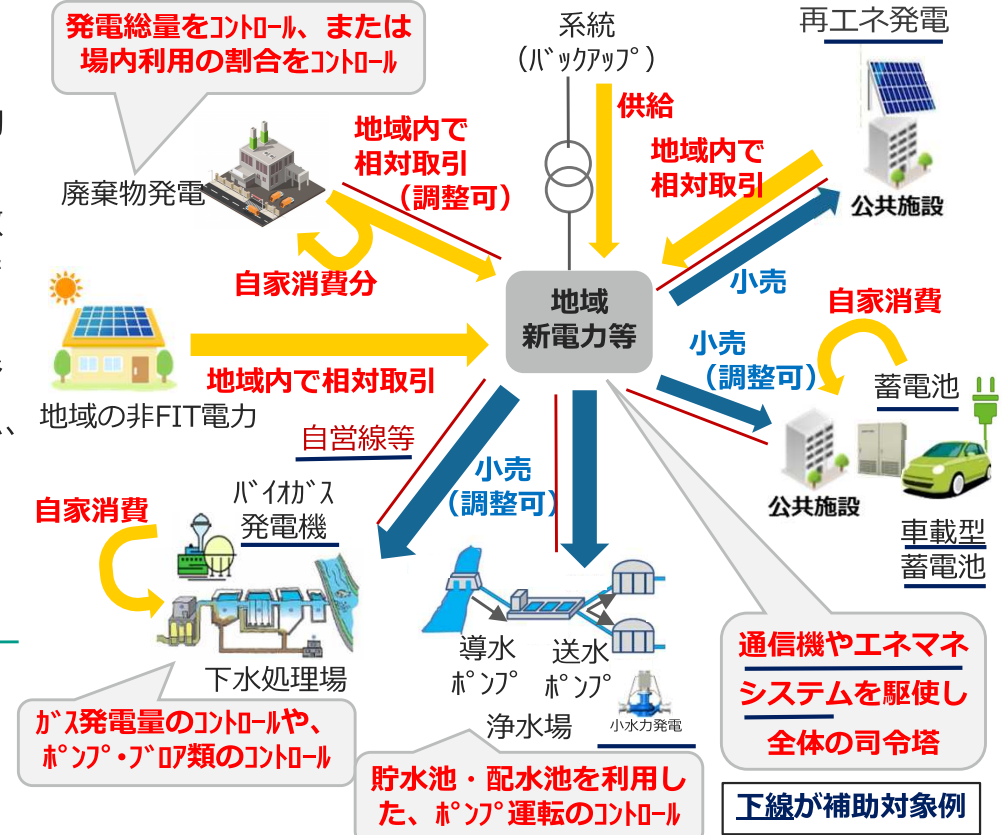 発電総量をｺﾝﾄﾛｰﾙ、または
場内利用の割合をｺﾝﾄﾛｰﾙ
系統
（ﾊﾞｯｸｱｯﾌﾟ）
再エネ発電
供給
地域内で
相対取引
（調整可）
地域内で
相対取引
廃棄物発電
公共施設
自家消費分
小売
地域
新電力等
自家消費
小売
（調整可）
地域内で相対取引
蓄電池
地域の非FIT電力
自営線等
小売
（調整可）
公共施設
ﾊﾞｲｵｶﾞｽ
発電機
自家消費
車載型
蓄電池
導水
ﾎﾟﾝﾌﾟ
送水
ﾎﾟﾝﾌﾟ
下水処理場
浄水場
小水力発電
通信機やエネマネ
システムを駆使し
全体の司令塔
ｶﾞｽ発電量のｺﾝﾄﾛｰﾙや、
ﾎﾟﾝﾌﾟ・ﾌﾞﾛｱ類のｺﾝﾄﾛｰﾙ
貯水池・配水池を利用し
た、ﾎﾟﾝﾌﾟ運転のｺﾝﾄﾛｰﾙ
下線が補助対象例